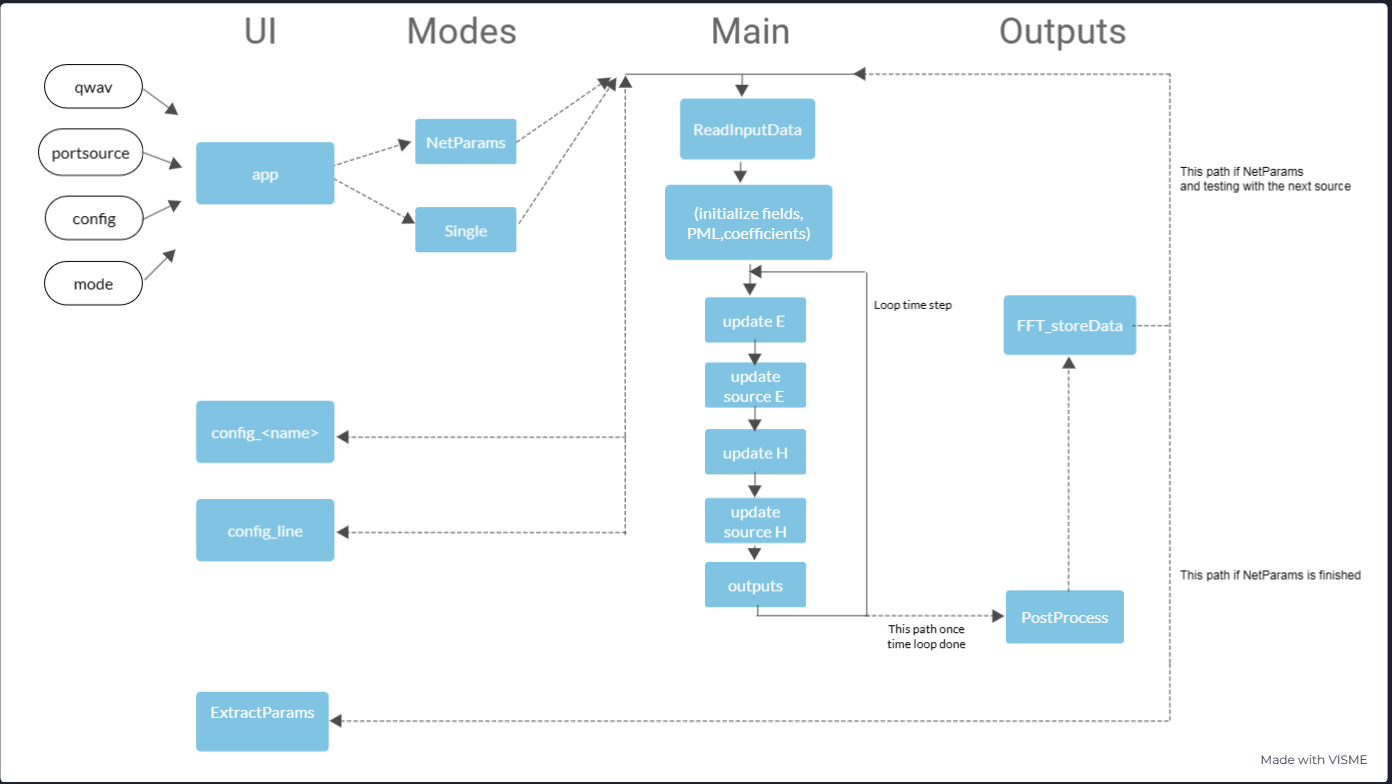 UI
Modes
Main
Outputs
qwav
portsource
config
mode
app
NetParams
Single
ReadInputData
(initialize fields,
PML,coefficients)
Loop time step
update E
update
source E
update H
update
source H
outputs
This path once
time loop done
This path if NetParams
and testing with the next source
FFT_storeData
This path if NetParams is finished
PostProcess
config_<name>
config_line
ExtractParams
Made with VISME